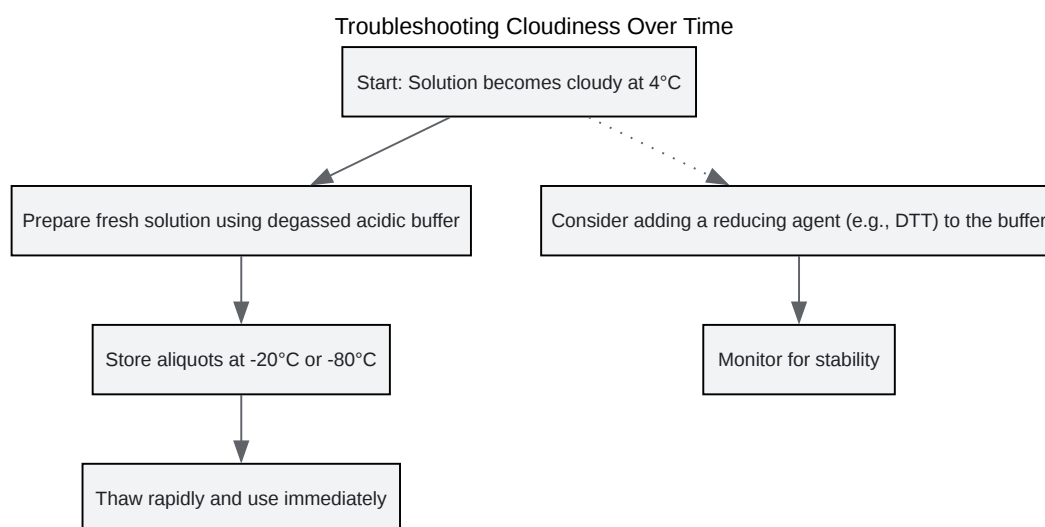 Troubleshooting Cloudiness Over Time
Start: Solution becomes cloudy at 4°C
Prepare fresh solution using degassed acidic buffer
Consider adding a reducing agent (e.g., DTT) to the buffer
Store aliquots at -20°C or -80°C
Monitor for stability
Thaw rapidly and use immediately